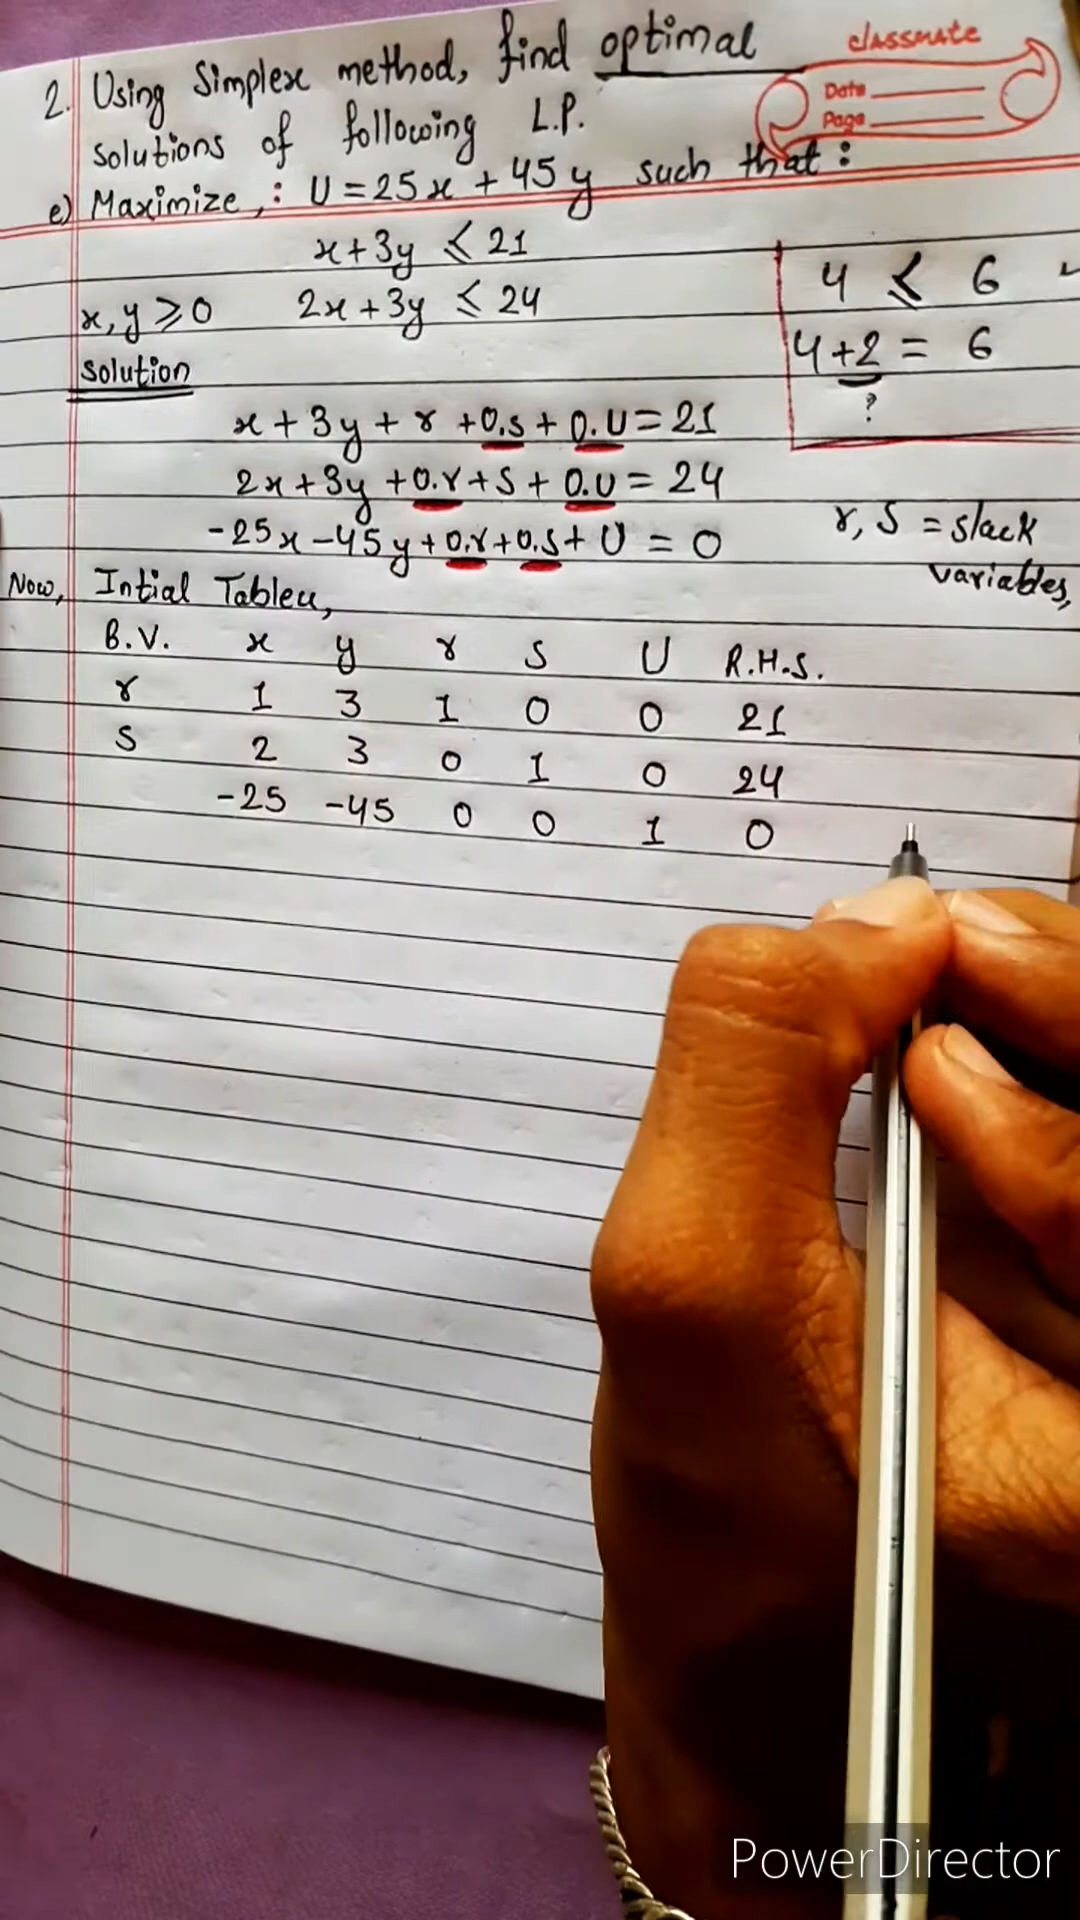 classmate
Date
Page
2. Using Simplex method, find optimal
solutions of following L.P.
e) Maximize,: U = 25x + 45y such that:
x + 3y ≤ 21
x, y ≥ 0 2x + 3y ≤ 24
4 ≤ 6
4 + 2 = 6
?
Solution
x + 3y + r + 0.s + 0.U = 21
2x + 3y + 0.r + s + 0.U = 24
-25x - 45y + 0.r + 0.s + U = 0
r, s = slack
variables,
Now, Intial Tableu,
B.V. x y r s U R.H.S.
r 1 3 1 0 0 21
s 2 3 0 1 0 24
-25 -45 0 0 1 0
PowerDirector